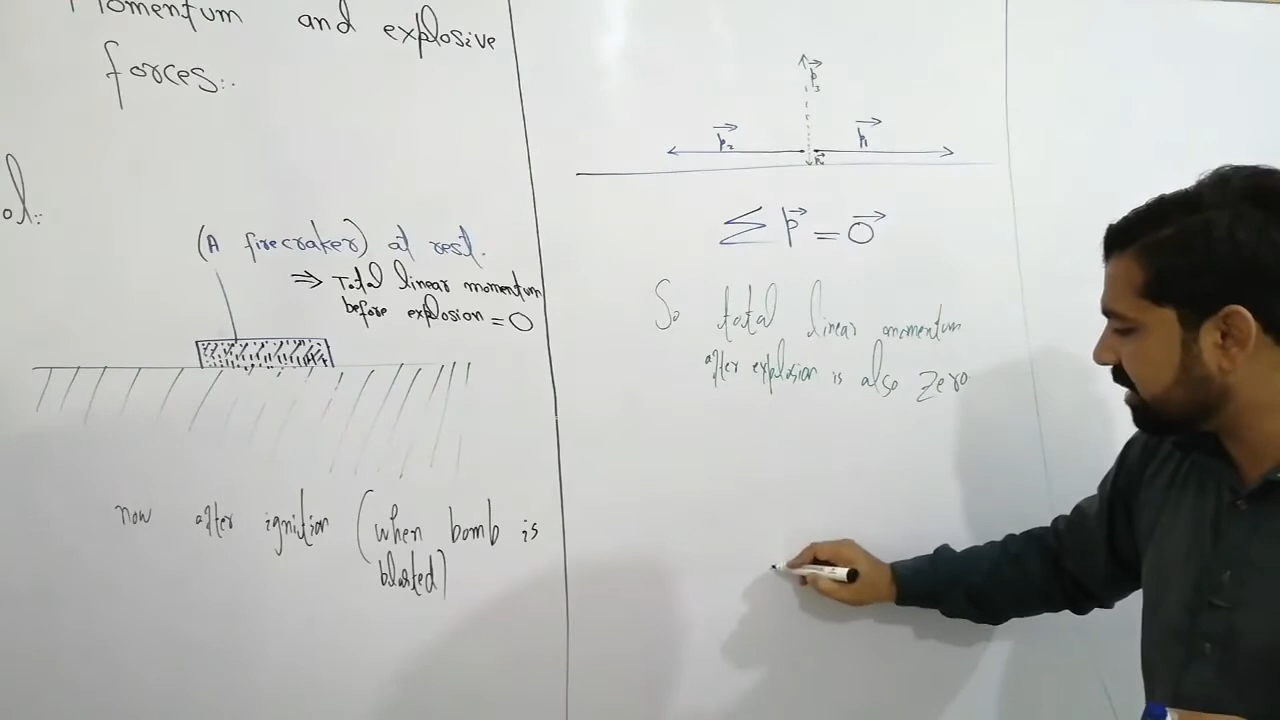 Momentum and explosive
forces:.
ol:
(A firecraker) at rest.
⇒ Total linear momentum
before explosion = 0
now after ignition (when bomb is
blasted)
p₃
p₂
p₁
∑ p⃗ = 0⃗
So total linear momentum
after explosion is also zero